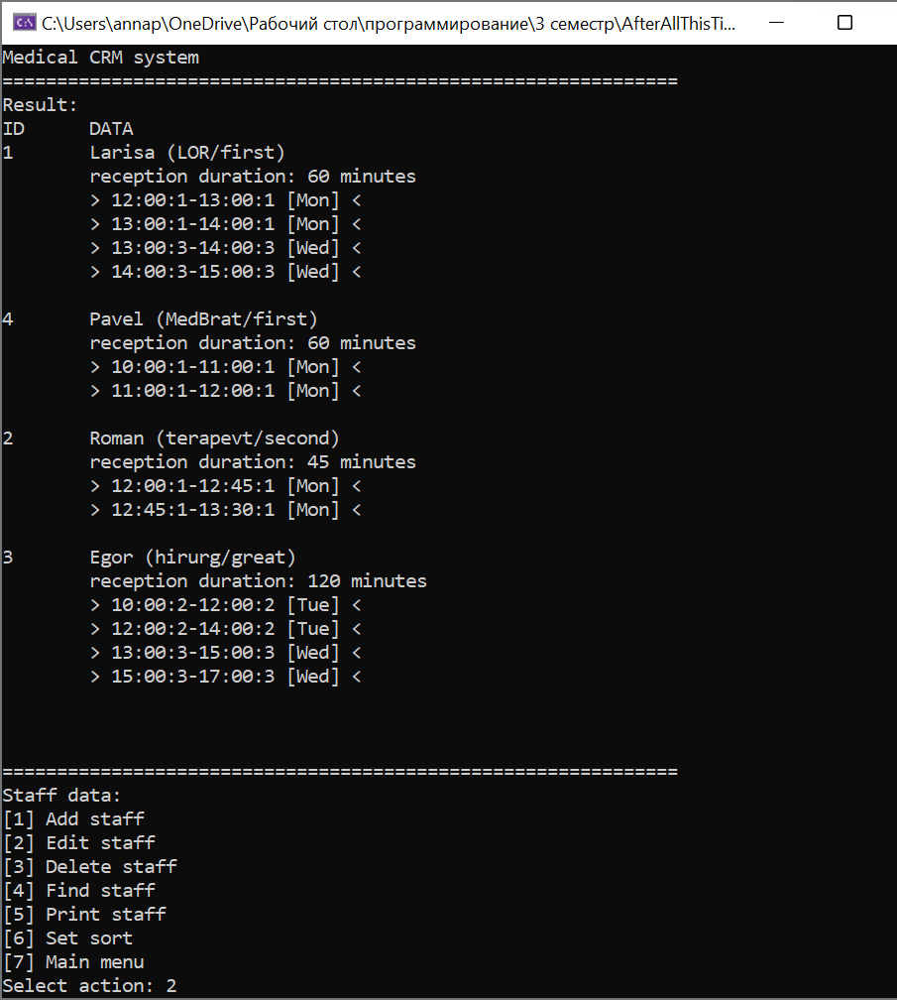 C:\Users\annap\OneDrive\Рабочий стол\программирование\3 семестр\AfterAllThisTi...
Medical CRM system
==============================================================
Result:
ID DATA
1 Larisa (LOR/first)
reception duration: 60 minutes
> 12:00:1-13:00:1 [Mon] <
> 13:00:1-14:00:1 [Mon] <
> 13:00:3-14:00:3 [Wed] <
> 14:00:3-15:00:3 [Wed] <
4 Pavel (MedBrat/first)
reception duration: 60 minutes
> 10:00:1-11:00:1 [Mon] <
> 11:00:1-12:00:1 [Mon] <
2 Roman (terapevt/second)
reception duration: 45 minutes
> 12:00:1-12:45:1 [Mon] <
> 12:45:1-13:30:1 [Mon] <
3 Egor (hirurg/great)
reception duration: 120 minutes
> 10:00:2-12:00:2 [Tue] <
> 12:00:2-14:00:2 [Tue] <
> 13:00:3-15:00:3 [Wed] <
> 15:00:3-17:00:3 [Wed] <
==============================================================
Staff data:
[1] Add staff
[2] Edit staff
[3] Delete staff
[4] Find staff
[5] Print staff
[6] Set sort
[7] Main menu
Select action: 2